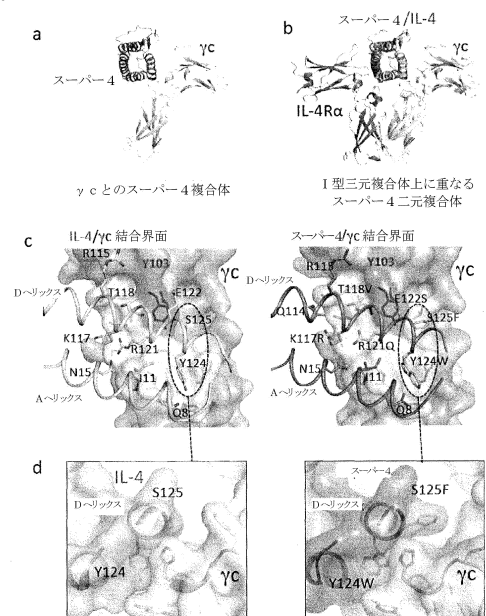 a
スーパー4
γc
γcとのスーパー4複合体
b
スーパー4/IL-4
γc
IL-4Rα
I型三元複合体上に重なる
スーパー4二元複合体
c
IL-4/γc 結合界面
R115
Y103
γc
Dヘリックス
T118
E122
S125
K117
R121
Y124
N15
I11
Aヘリックス
Q8
スーパー4/γc 結合界面
R115
Y103
γc
Dヘリックス
T118V
E122S
Q114
S125F
K117R
R121Q
Y124W
N15
I11
Aヘリックス
Q8
d
IL-4
S125
Dヘリックス
Y124
γc
スーパー4
S125F
Dヘリックス
Y124W
γc